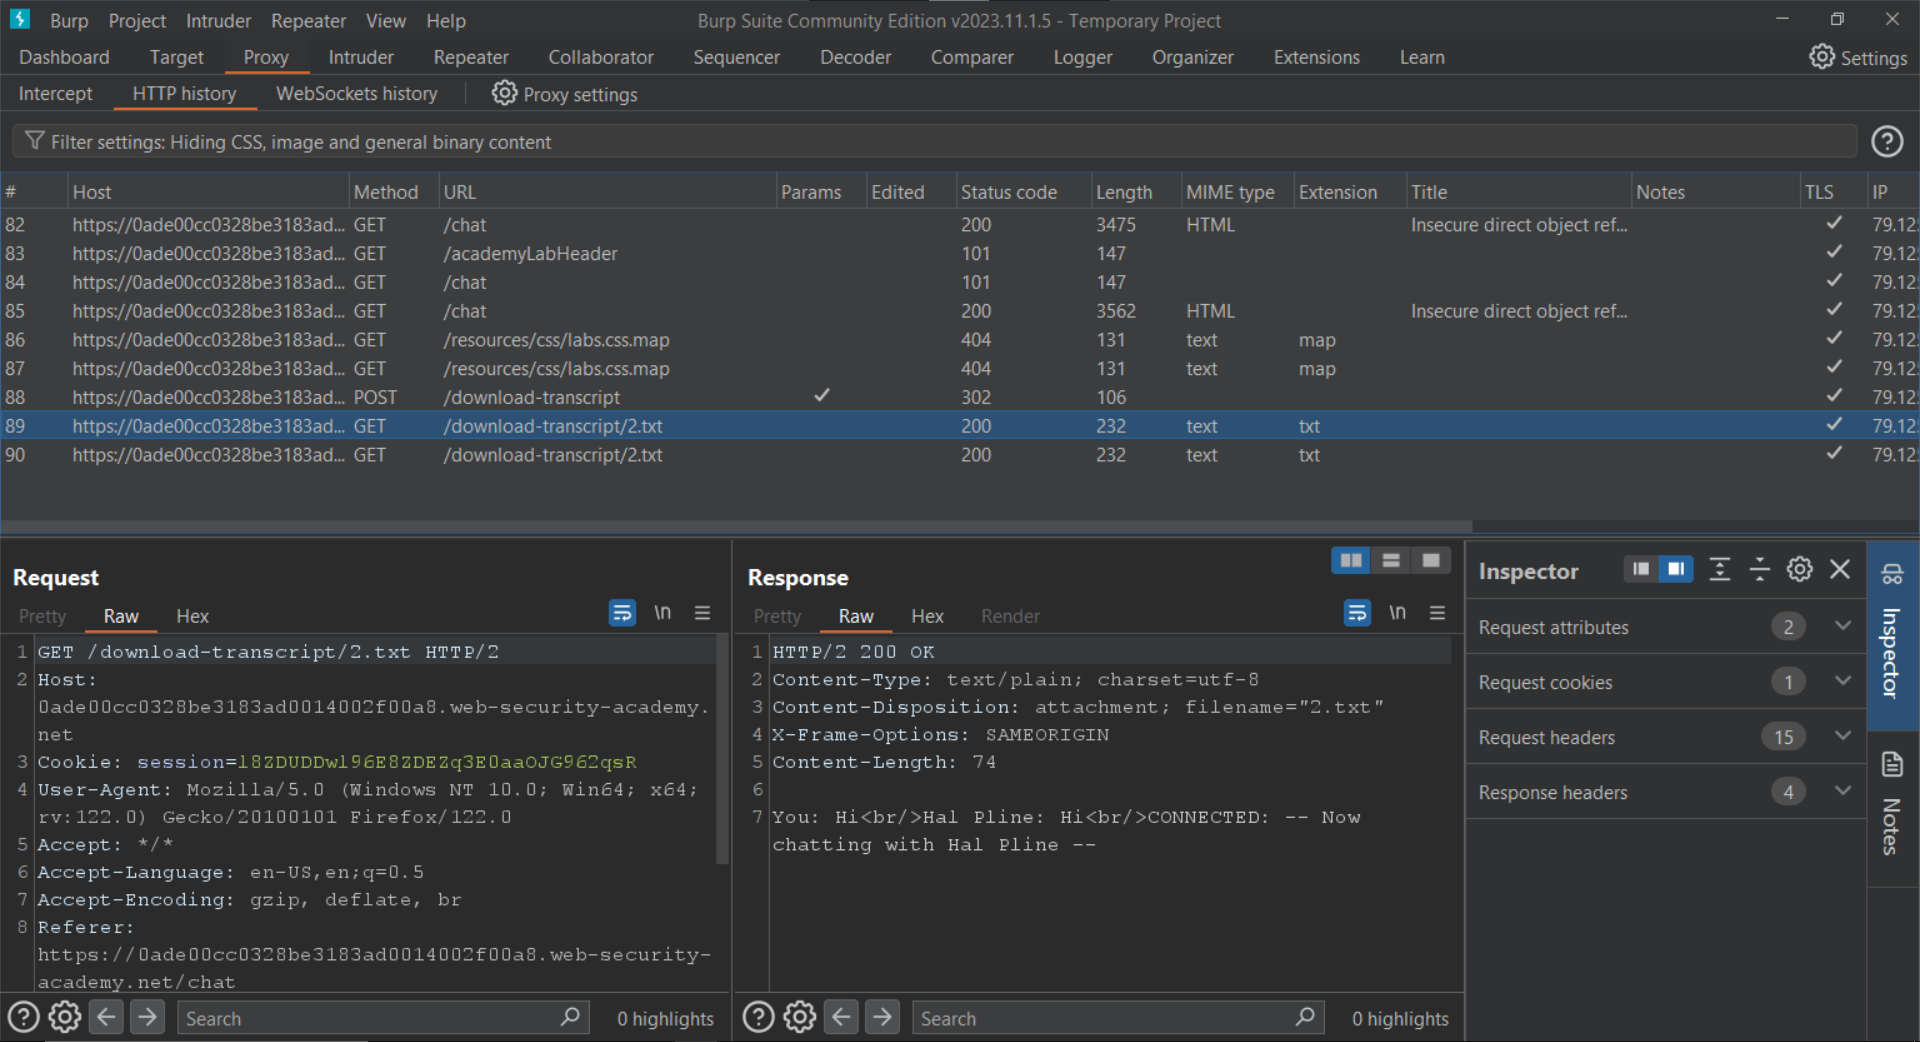 Burp Project Intruder Repeater View Help Burp Suite Community Edition v2023.11.1.5 - Temporary Project
Dashboard Target Proxy Intruder Repeater Collaborator Sequencer Decoder Comparer Logger Organizer Extensions Learn Settings
Intercept HTTP history WebSockets history Proxy settings
Filter settings: Hiding CSS, image and general binary content
# Host Method URL Params Edited Status code Length MIME type Extension Title Notes TLS IP
82 https://0ade00cc0328be3183ad... GET /chat 200 3475 HTML Insecure direct object ref... ✓ 79.12
83 https://0ade00cc0328be3183ad... GET /academyLabHeader 101 147 ✓ 79.12
84 https://0ade00cc0328be3183ad... GET /chat 101 147 ✓ 79.12
85 https://0ade00cc0328be3183ad... GET /chat 200 3562 HTML Insecure direct object ref... ✓ 79.12
86 https://0ade00cc0328be3183ad... GET /resources/css/labs.css.map 404 131 text map ✓ 79.12
87 https://0ade00cc0328be3183ad... GET /resources/css/labs.css.map 404 131 text map ✓ 79.12
88 https://0ade00cc0328be3183ad... POST /download-transcript ✓ 302 106 ✓ 79.12
89 https://0ade00cc0328be3183ad... GET /download-transcript/2.txt 200 232 text txt ✓ 79.12
90 https://0ade00cc0328be3183ad... GET /download-transcript/2.txt 200 232 text txt ✓ 79.12
Request
Pretty Raw Hex \n
1 GET /download-transcript/2.txt HTTP/2
2 Host:
0ade00cc0328be3183ad0014002f00a8.web-security-academy.
net
3 Cookie: session=l8ZDUDDwl96E8ZDEZq3E0aaOJG962qsR
4 User-Agent: Mozilla/5.0 (Windows NT 10.0; Win64; x64;
rv:122.0) Gecko/20100101 Firefox/122.0
5 Accept: */*
6 Accept-Language: en-US,en;q=0.5
7 Accept-Encoding: gzip, deflate, br
8 Referer:
https://0ade00cc0328be3183ad0014002f00a8.web-security-
academy.net/chat
Search 0 highlights
Response
Pretty Raw Hex Render \n
1 HTTP/2 200 OK
2 Content-Type: text/plain; charset=utf-8
3 Content-Disposition: attachment; filename="2.txt"
4 X-Frame-Options: SAMEORIGIN
5 Content-Length: 74
6
7 You: Hi<br/>Hal Pline: Hi<br/>CONNECTED: -- Now
chatting with Hal Pline --
Search 0 highlights
Inspector
Request attributes 2
Request cookies 1
Request headers 15
Response headers 4
Inspector
Notes